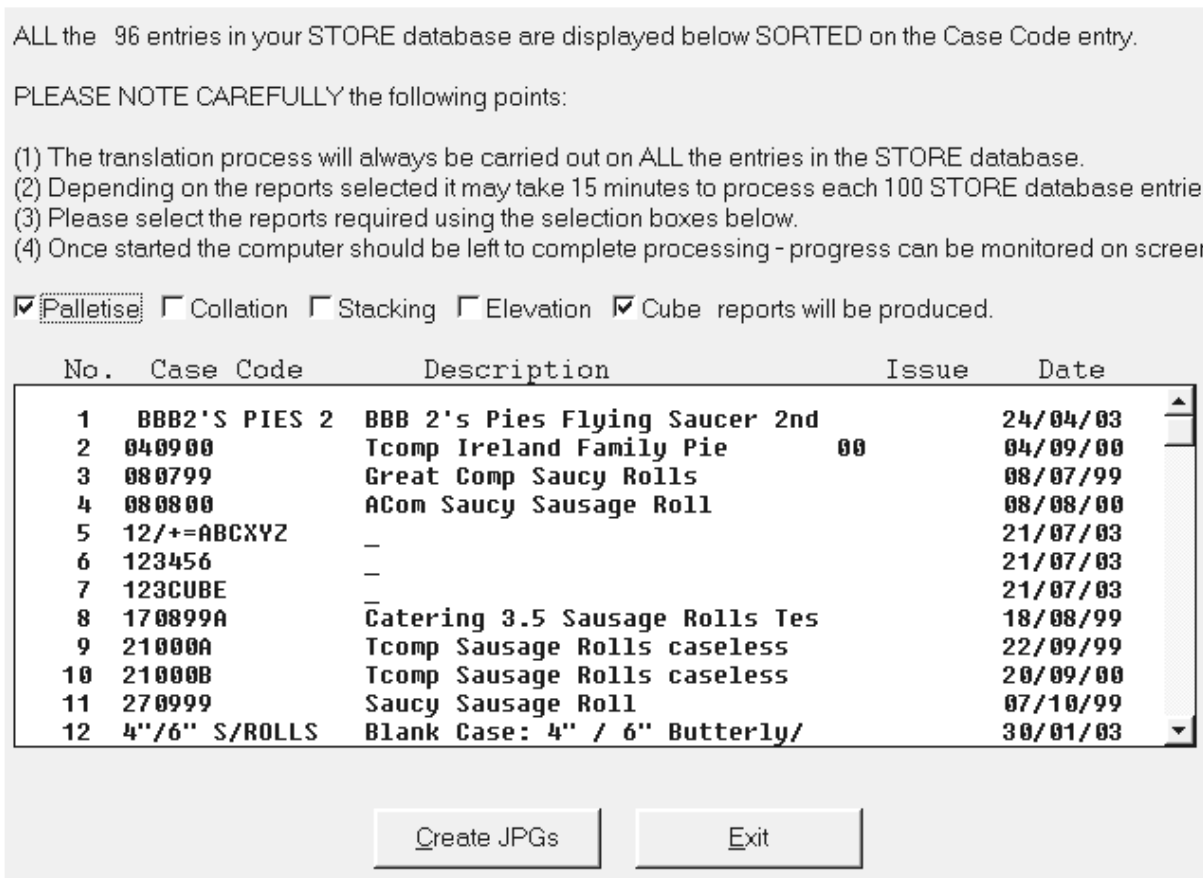 ALL the 96 entries in your STORE database are displayed below SORTED on the Case Code entry.
PLEASE NOTE CAREFULLY the following points:
(1) The translation process will always be carried out on ALL the entries in the STORE database.
(2) Depending on the reports selected it may take 15 minutes to process each 100 STORE database entrie
(3) Please select the reports required using the selection boxes below.
(4) Once started the computer should be left to complete processing - progress can be monitored on screen
Palletise Collation Stacking Elevation Cube reports will be produced.
No. Case Code Description Issue Date
1 BBB2'S PIES 2 BBB 2's Pies Flying Saucer 2nd 24/04/03
2 040900 Tcomp Ireland Family Pie 00 04/09/00
3 080799 Great Comp Saucy Rolls 08/07/99
4 080800 ACom Saucy Sausage Roll 08/08/00
5 12/+=ABCXYZ _ 21/07/03
6 123456 _ 21/07/03
7 123CUBE _ 21/07/03
8 170899A Catering 3.5 Sausage Rolls Tes 18/08/99
9 21000A Tcomp Sausage Rolls caseless 22/09/99
10 21000B Tcomp Sausage Rolls caseless 20/09/00
11 270999 Saucy Sausage Roll 07/10/99
12 4"/6" S/ROLLS Blank Case: 4" / 6" Butterly/ 30/01/03
Create JPGs Exit